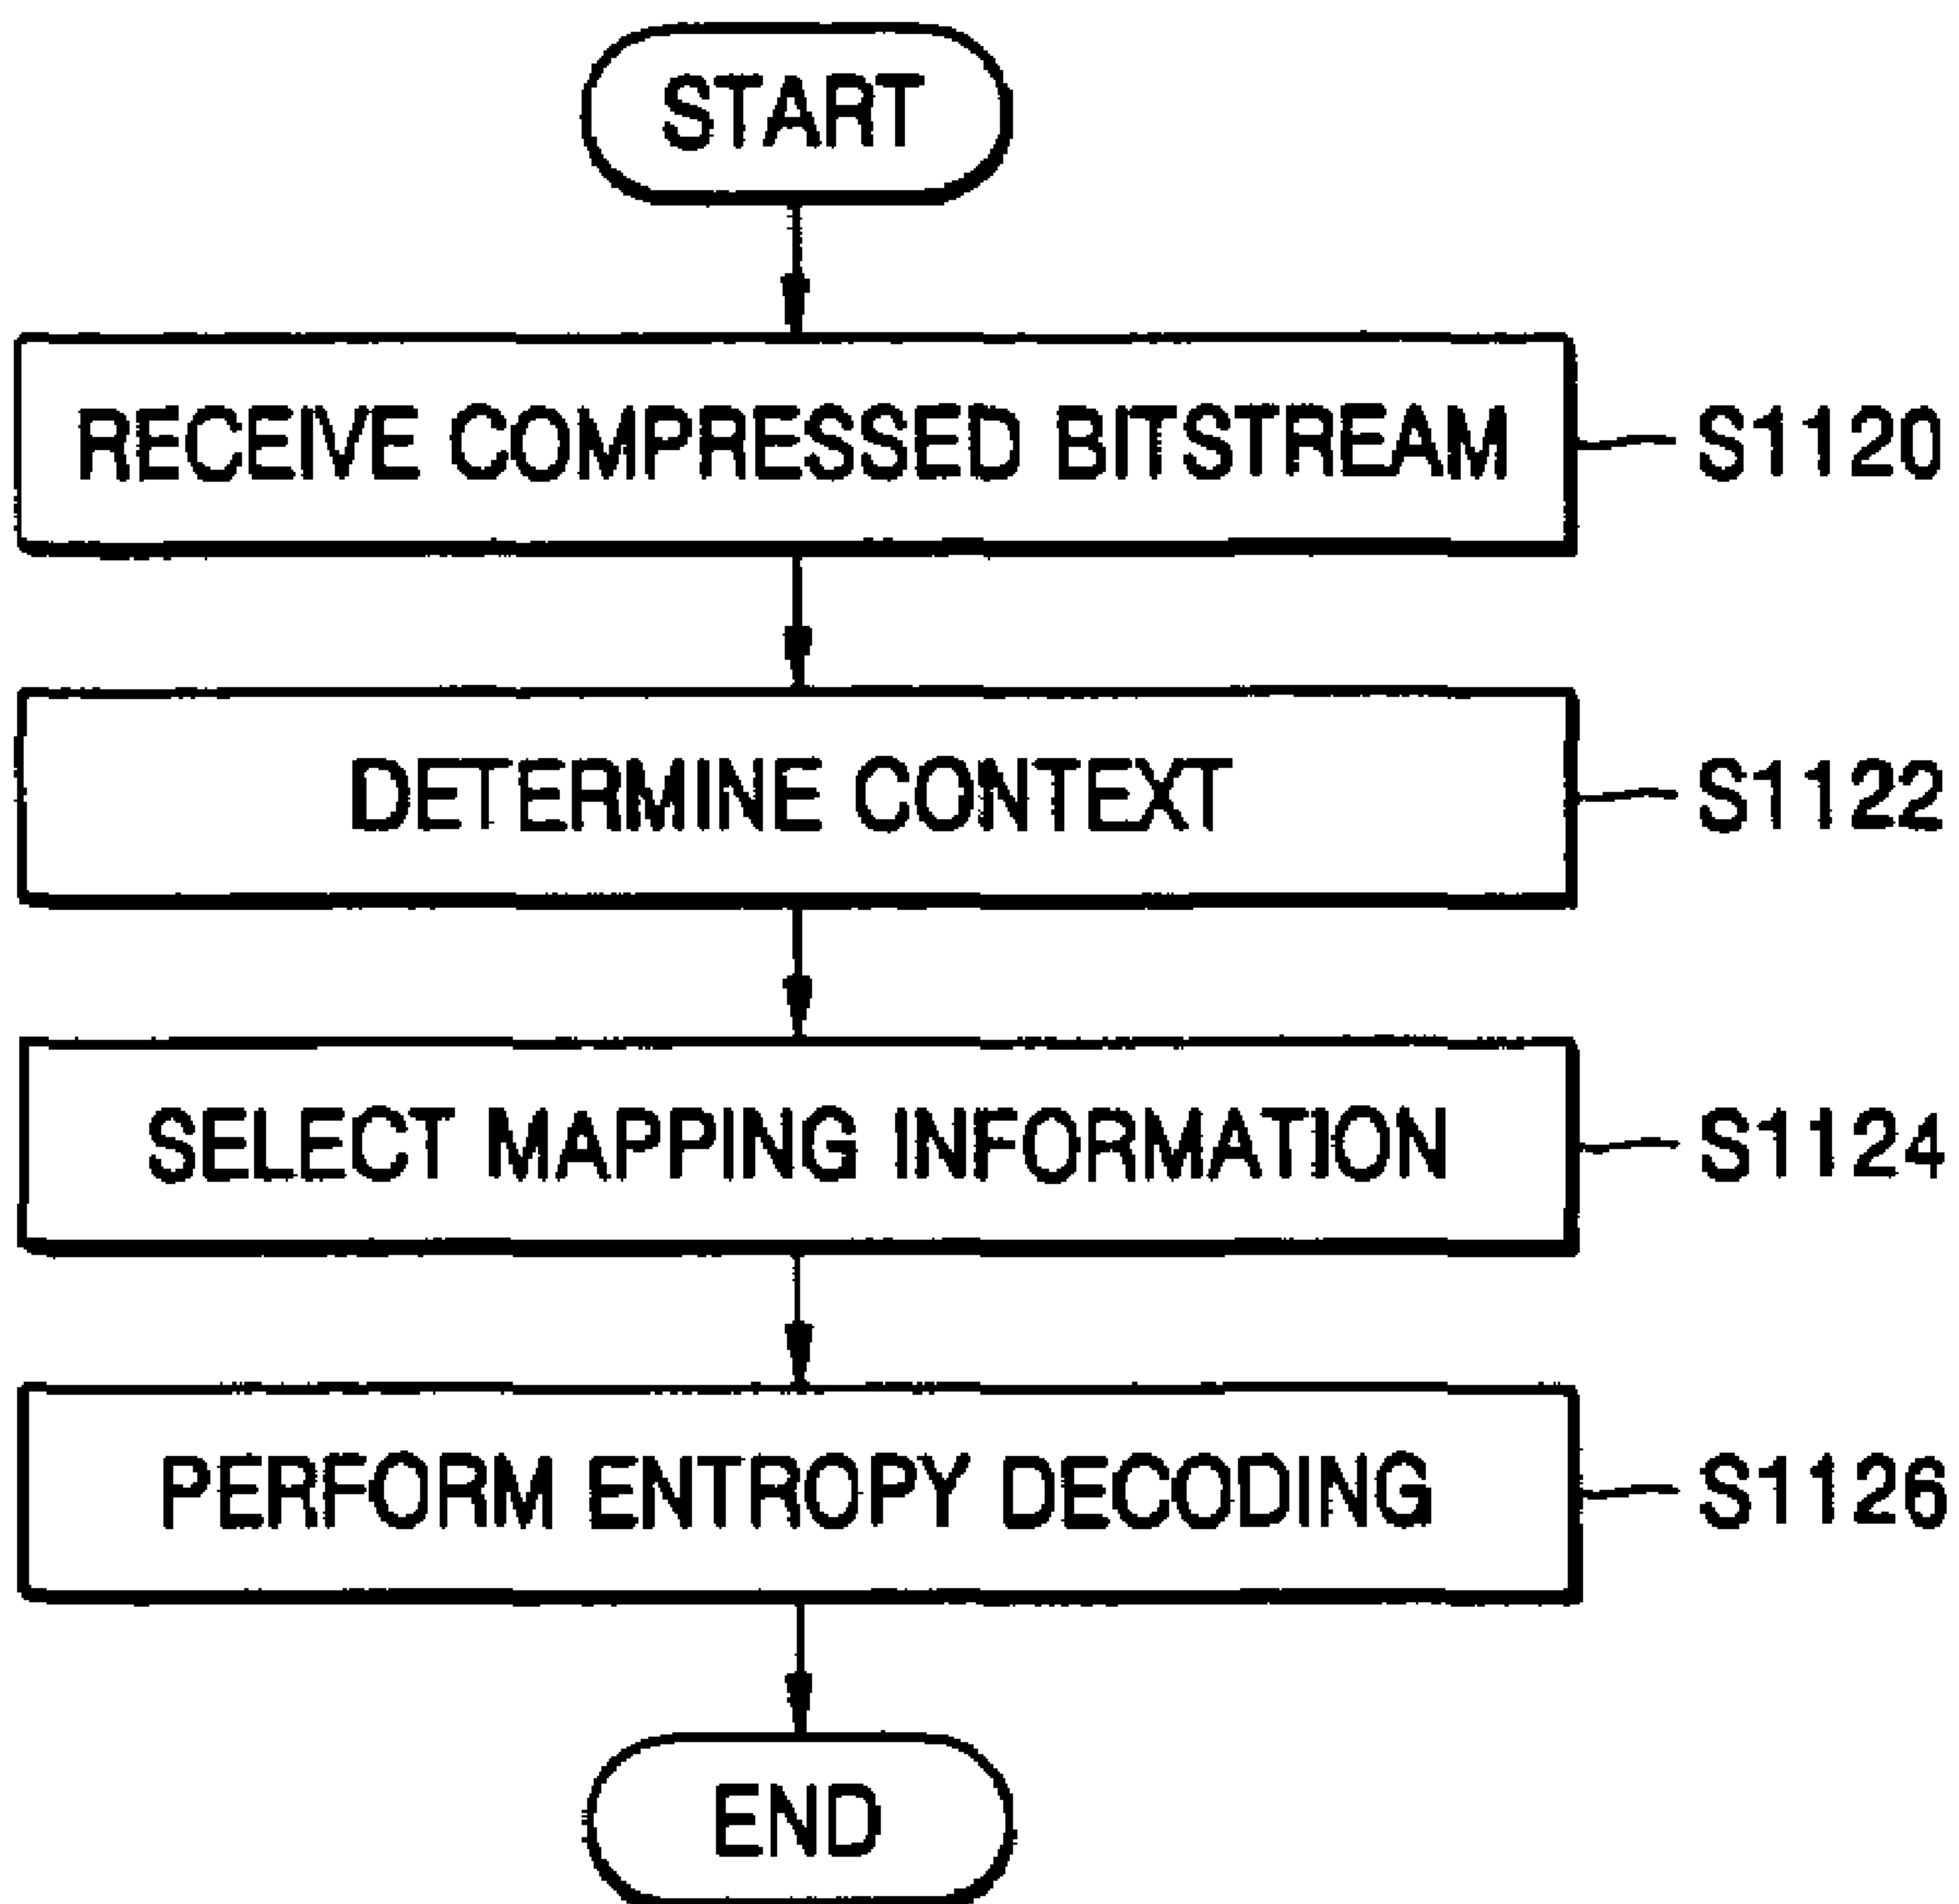 START
RECEIVE COMPRESSED BITSTREAM S1120
DETERMINE CONTEXT S1122
SELECT MAPPING INFORMATION S1124
PERFORM ENTROPY DECODING S1126
END